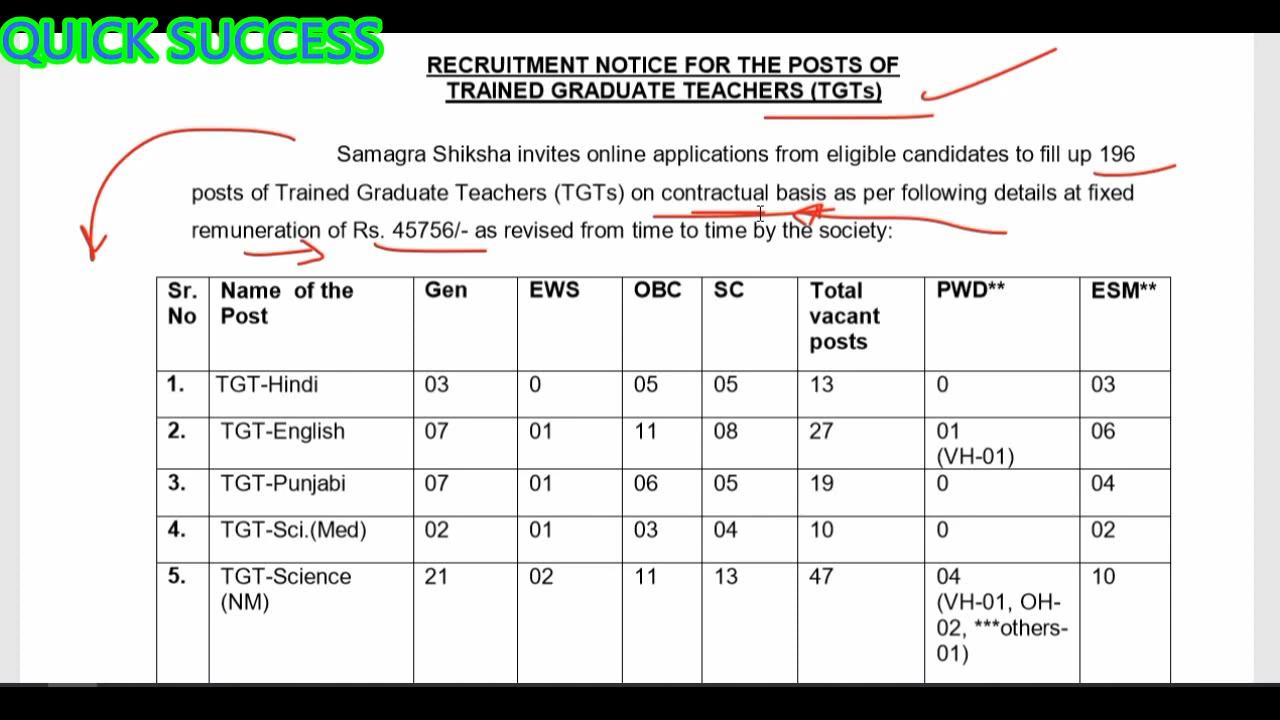 QUICK SUCCESS
RECRUITMENT NOTICE FOR THE POSTS OF
TRAINED GRADUATE TEACHERS (TGTs)
Samagra Shiksha invites online applications from eligible candidates to fill up 196
posts of Trained Graduate Teachers (TGTs) on contractual basis as per following details at fixed
remuneration of Rs. 45756/- as revised from time to time by the society:
Sr. No Name of the Post Gen EWS OBC SC Total vacant posts PWD** ESM**
1. TGT-Hindi 03 0 05 05 13 0 03
2. TGT-English 07 01 11 08 27 01 (VH-01) 06
3. TGT-Punjabi 07 01 06 05 19 0 04
4. TGT-Sci.(Med) 02 01 03 04 10 0 02
5. TGT-Science (NM) 21 02 11 13 47 04 (VH-01, OH-02, ***others-01) 10